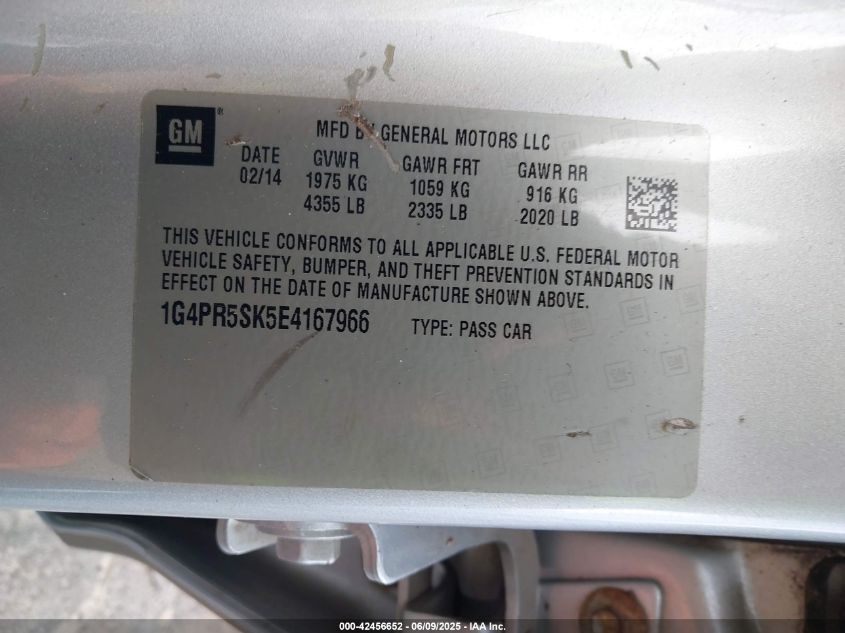 GM ®
MFD BY GENERAL MOTORS LLC
DATE GVWR GAWR FRT GAWR RR
02/14 1975 KG 1059 KG 916 KG
4355 LB 2335 LB 2020 LB
THIS VEHICLE CONFORMS TO ALL APPLICABLE U.S. FEDERAL MOTOR
VEHICLE SAFETY, BUMPER, AND THEFT PREVENTION STANDARDS IN
EFFECT ON THE DATE OF MANUFACTURE SHOWN ABOVE.
1G4PR5SK5E4167966 TYPE: PASS CAR
000-42456652 - 06/09/2025 - IAA Inc.